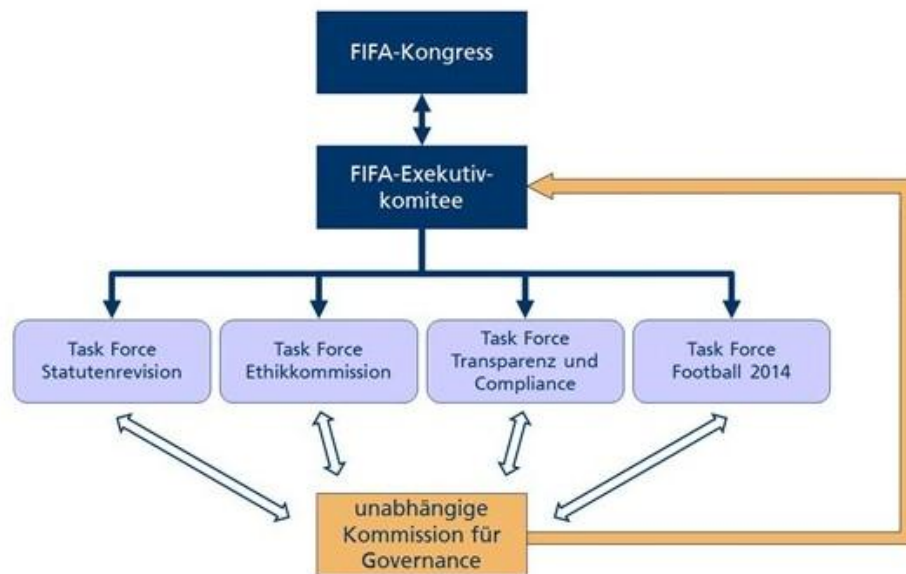 FIFA-Kongress
FIFA-Exekutiv-
komitee
Task Force
Statutenrevision
Task Force
Ethikkommission
Task Force
Transparenz und
Compliance
Task Force
Football 2014
unabhängige
Kommission für
Governance